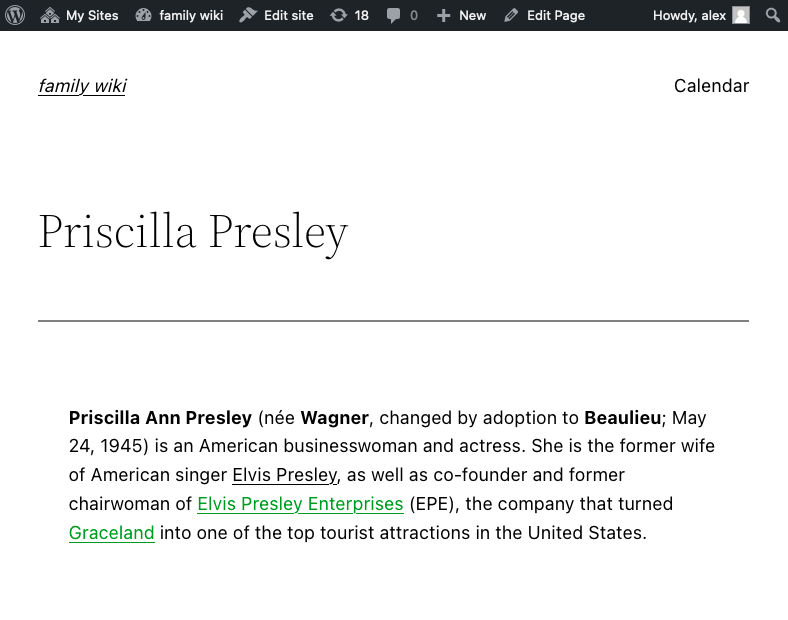 My Sites family wiki Edit site 18 0 New Edit Page Howdy, alex
family wiki Calendar
Priscilla Presley
Priscilla Ann Presley (née Wagner, changed by adoption to Beaulieu; May
24, 1945) is an American businesswoman and actress. She is the former wife
of American singer Elvis Presley, as well as co-founder and former
chairwoman of Elvis Presley Enterprises (EPE), the company that turned
Graceland into one of the top tourist attractions in the United States.